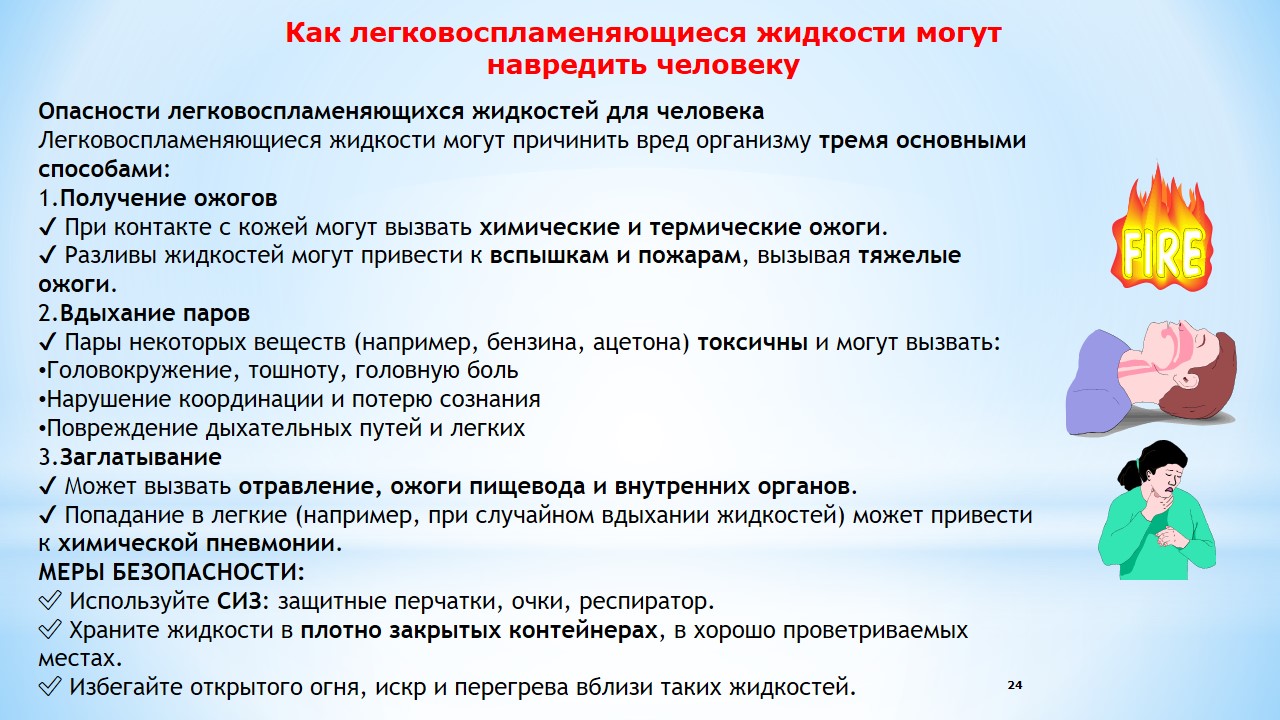 Как легковоспламеняющиеся жидкости могут
навредить человеку
Опасности легковоспламеняющихся жидкостей для человека
Легковоспламеняющиеся жидкости могут причинить вред организму тремя основными
способами:
1.Получение ожогов
✔ При контакте с кожей могут вызвать химические и термические ожоги.
✔ Разливы жидкостей могут привести к вспышкам и пожарам, вызывая тяжелые
ожоги.
2.Вдыхание паров
✔ Пары некоторых веществ (например, бензина, ацетона) токсичны и могут вызвать:
•Головокружение, тошноту, головную боль
•Нарушение координации и потерю сознания
•Повреждение дыхательных путей и легких
3.Заглатывание
✔ Может вызвать отравление, ожоги пищевода и внутренних органов.
✔ Попадание в легкие (например, при случайном вдыхании жидкостей) может привести
к химической пневмонии.
МЕРЫ БЕЗОПАСНОСТИ:
✅ Используйте СИЗ: защитные перчатки, очки, респиратор.
✅ Храните жидкости в плотно закрытых контейнерах, в хорошо проветриваемых
местах.
✅ Избегайте открытого огня, искр и перегрева вблизи таких жидкостей.
FIRE
24